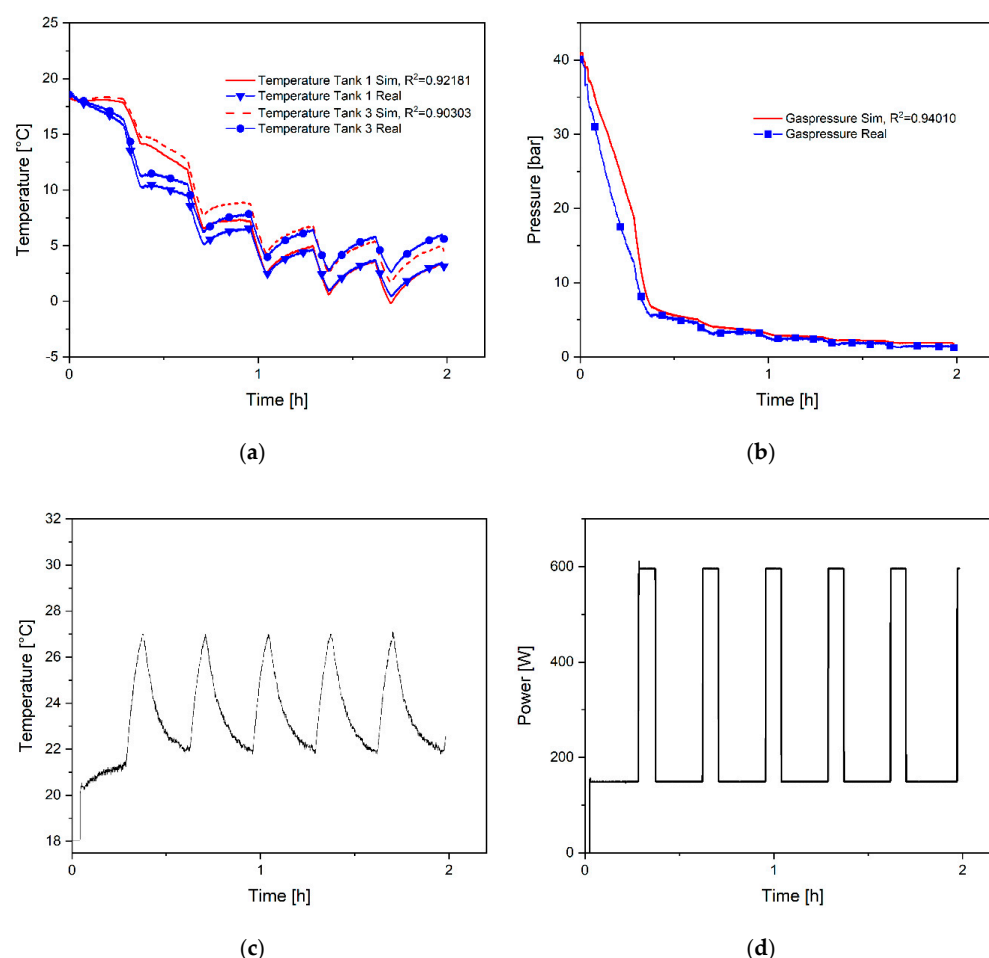 25
20
15
10
5
0
-5
Temperature [°C]
Temperature Tank 1 Sim, R²=0.92181
Temperature Tank 1 Real
Temperature Tank 3 Sim, R²=0.90303
Temperature Tank 3 Real
0
1
2
Time [h]
(a)
40
30
20
10
0
Pressure [bar]
Gaspressure Sim, R²=0.94010
Gaspressure Real
0
1
2
Time [h]
(b)
32
30
28
26
24
22
20
18
Temperature [°C]
0
1
2
Time [h]
(c)
600
400
200
0
Power [W]
0
1
2
Time [h]
(d)